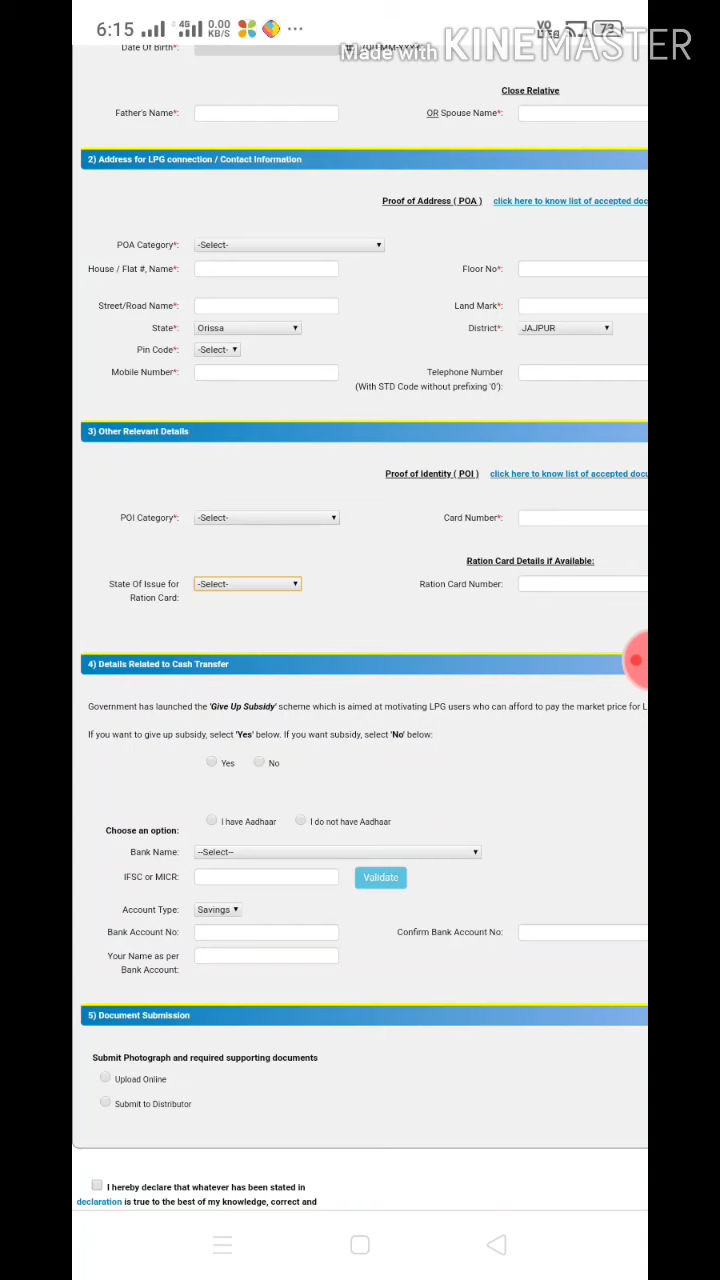 6:15 4G 0.00 KB/S ... VO LTE 73
Made with KINEMASTER
Date Of Birth*:
Close Relative
Father's Name*: OR Spouse Name*:
2) Address for LPG connection / Contact Information
Proof of Address ( POA ) click here to know list of accepted doc
POA Category*: -Select-
House / Flat #, Name*: Floor No*:
Street/Road Name*: Land Mark*:
State*: Orissa District*: JAJPUR
Pin Code*: -Select-
Mobile Number*: Telephone Number
(With STD Code without prefixing '0'):
3) Other Relevant Details
Proof of Identity ( POI ) click here to know list of accepted docu
POI Category*: -Select- Card Number*:
Ration Card Details if Available:
State Of Issue for -Select- Ration Card Number:
Ration Card:
4) Details Related to Cash Transfer
Government has launched the 'Give Up Subsidy' scheme which is aimed at motivating LPG users who can afford to pay the market price for L
If you want to give up subsidy, select 'Yes' below. If you want subsidy, select 'No' below:
Yes No
I have Aadhaar I do not have Aadhaar
Choose an option:
Bank Name: --Select--
IFSC or MICR: Validate
Account Type: Savings
Bank Account No: Confirm Bank Account No:
Your Name as per
Bank Account:
5) Document Submission
Submit Photograph and required supporting documents
Upload Online
Submit to Distributor
I hereby declare that whatever has been stated in
declaration is true to the best of my knowledge, correct and